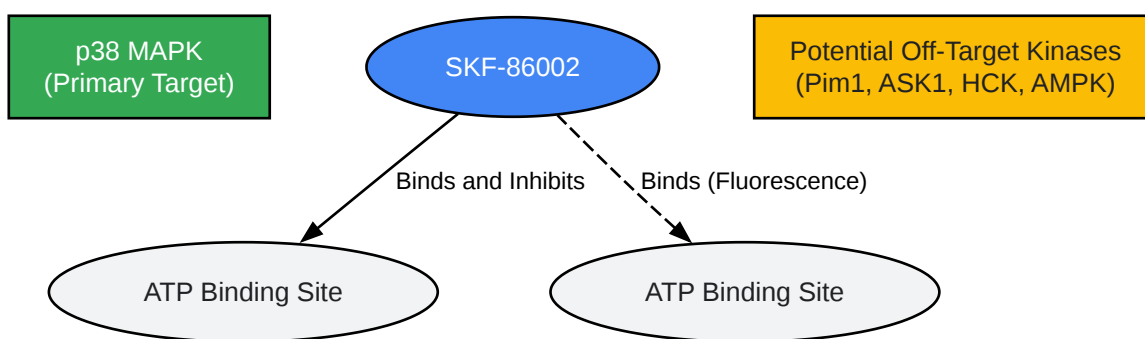 p38 MAPK
(Primary Target)
SKF-86002
Potential Off-Target Kinases
(Pim1, ASK1, HCK, AMPK)
Binds and Inhibits
Binds (Fluorescence)
ATP Binding Site
ATP Binding Site